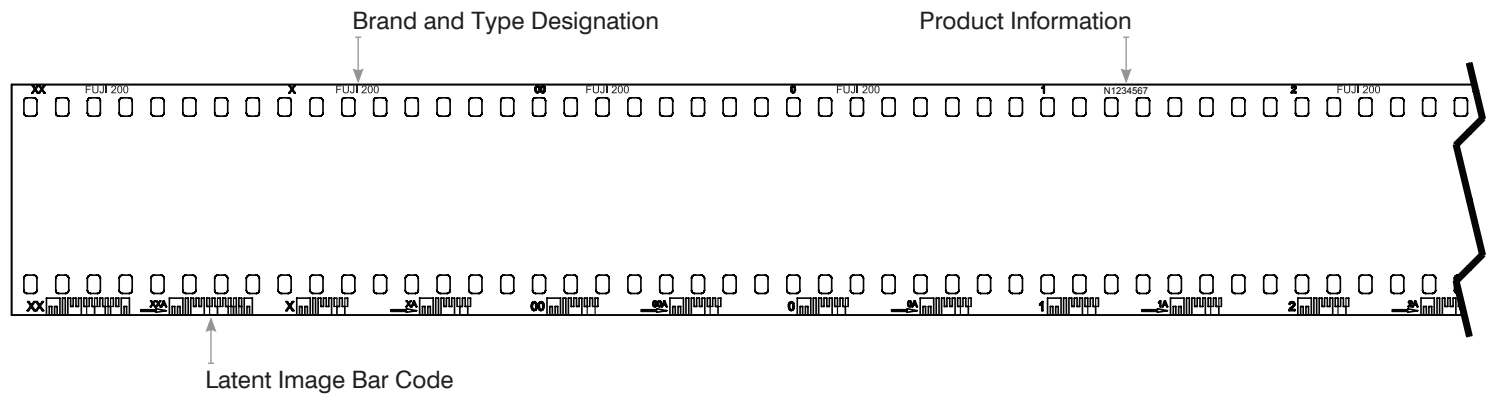 Brand and Type Designation Product Information
XX FUJI 200 X FUJI 200 00 FUJI 200 0 FUJI 200 1 N1234567 2 FUJI 200
XX XXA X XA 00 00A 0 0A 1 1A 2 2A
Latent Image Bar Code